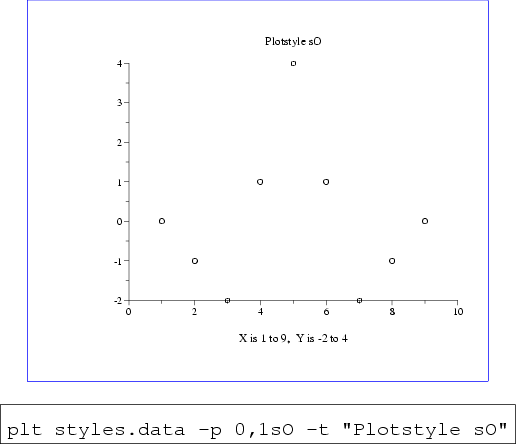 Plotstyle sO
4
3
2
1
0
-1
-2
0 2 4 6 8 10
X is 1 to 9, Y is -2 to 4
plt styles.data -p 0,1sO -t "Plotstyle sO"